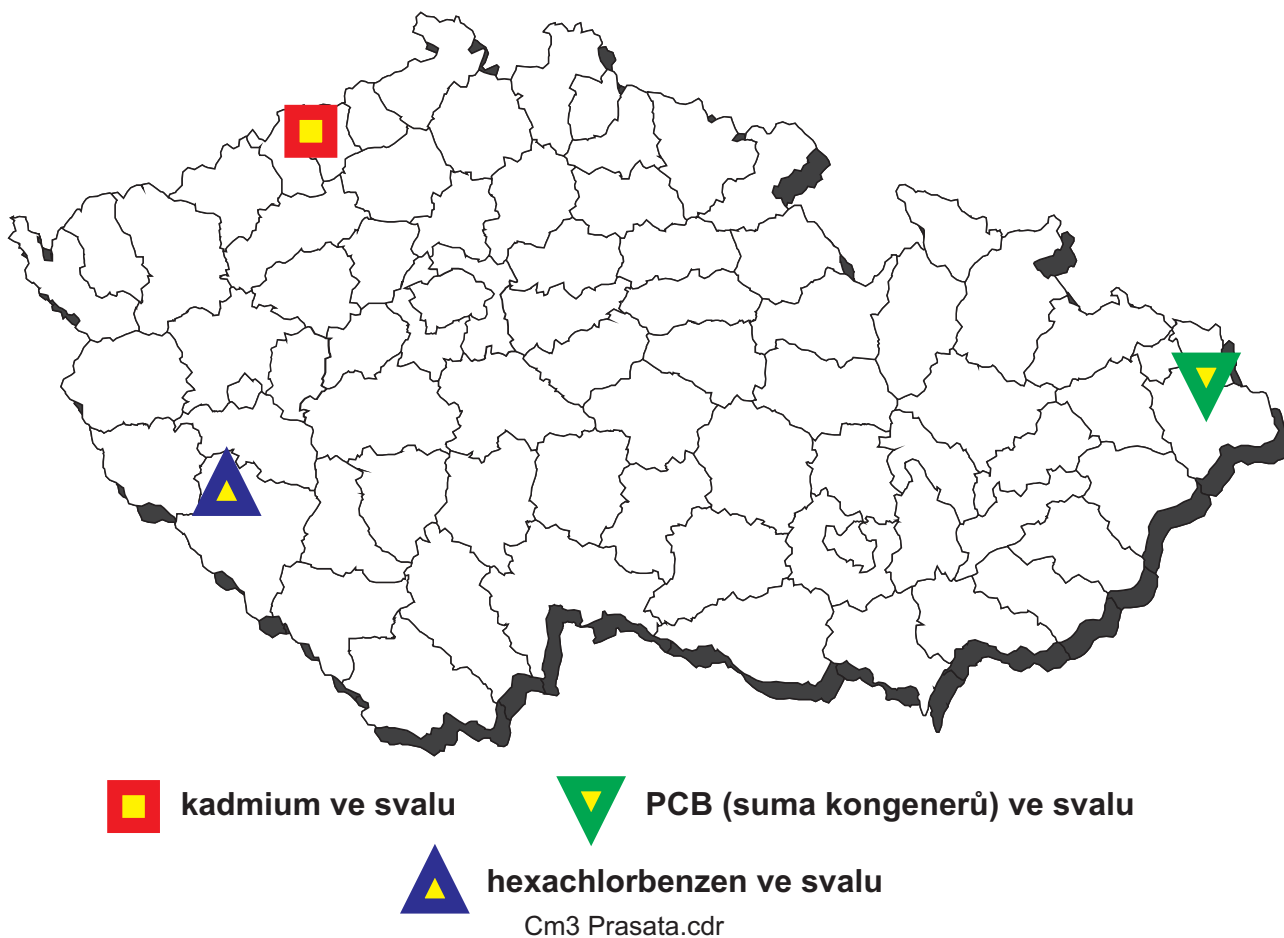 kadmium ve svalu
PCB (suma kongenerů) ve svalu
hexachlorbenzen ve svalu
Cm3 Prasata.cdr